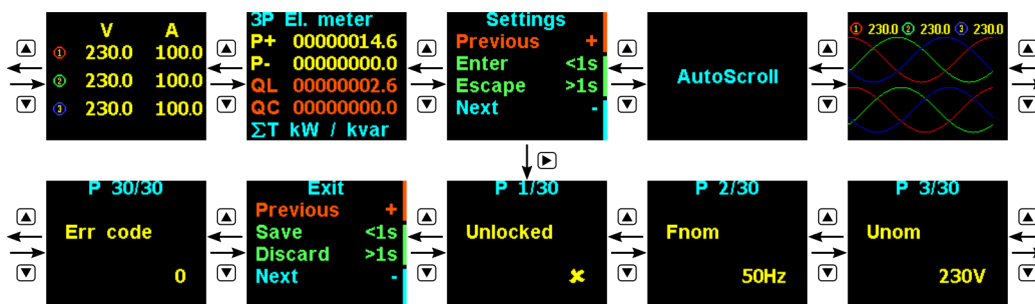 V A
1 230.0 100.0
2 230.0 100.0
3 230.0 100.0
3P El. meter
P+ 00000014.6
P- 00000000.0
QL 00000002.6
QC 00000000.0
ΣT kW / kvar
Settings
Previous +
Enter <1s
Escape >1s
Next -
AutoScroll
1 230.0 2 230.0 3 230.0
P 30/30
Err code
0
Exit
Previous +
Save <1s
Discard >1s
Next -
P 1/30
Unlocked
✘
P 2/30
Fnom
50Hz
P 3/30
Unom
230V